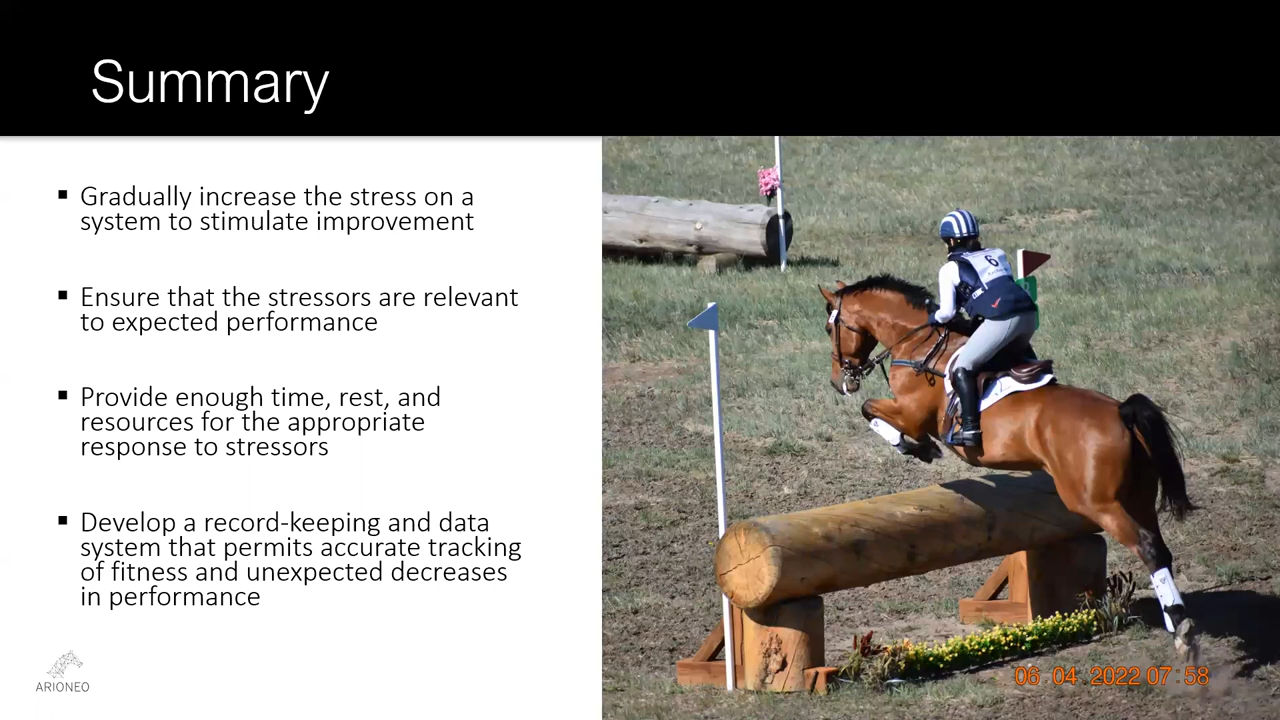 Summary
▪ Gradually increase the stress on a
system to stimulate improvement
▪ Ensure that the stressors are relevant
to expected performance
▪ Provide enough time, rest, and
resources for the appropriate
response to stressors
▪ Develop a record-keeping and data
system that permits accurate tracking
of fitness and unexpected decreases
in performance
ARIONEO
6
06 04 2022 07:58